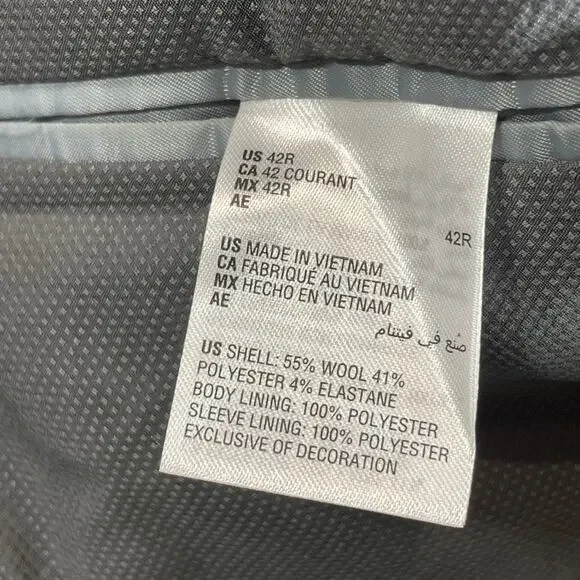 US 42R
CA 42 COURANT
MX 42R
AE
42R
US MADE IN VIETNAM
CA FABRIQUÉ AU VIETNAM
MX HECHO EN VIETNAM
AE
صُنع في فيتنام
US SHELL: 55% WOOL 41%
POLYESTER 4% ELASTANE
BODY LINING: 100% POLYESTER
SLEEVE LINING: 100% POLYESTER
EXCLUSIVE OF DECORATION